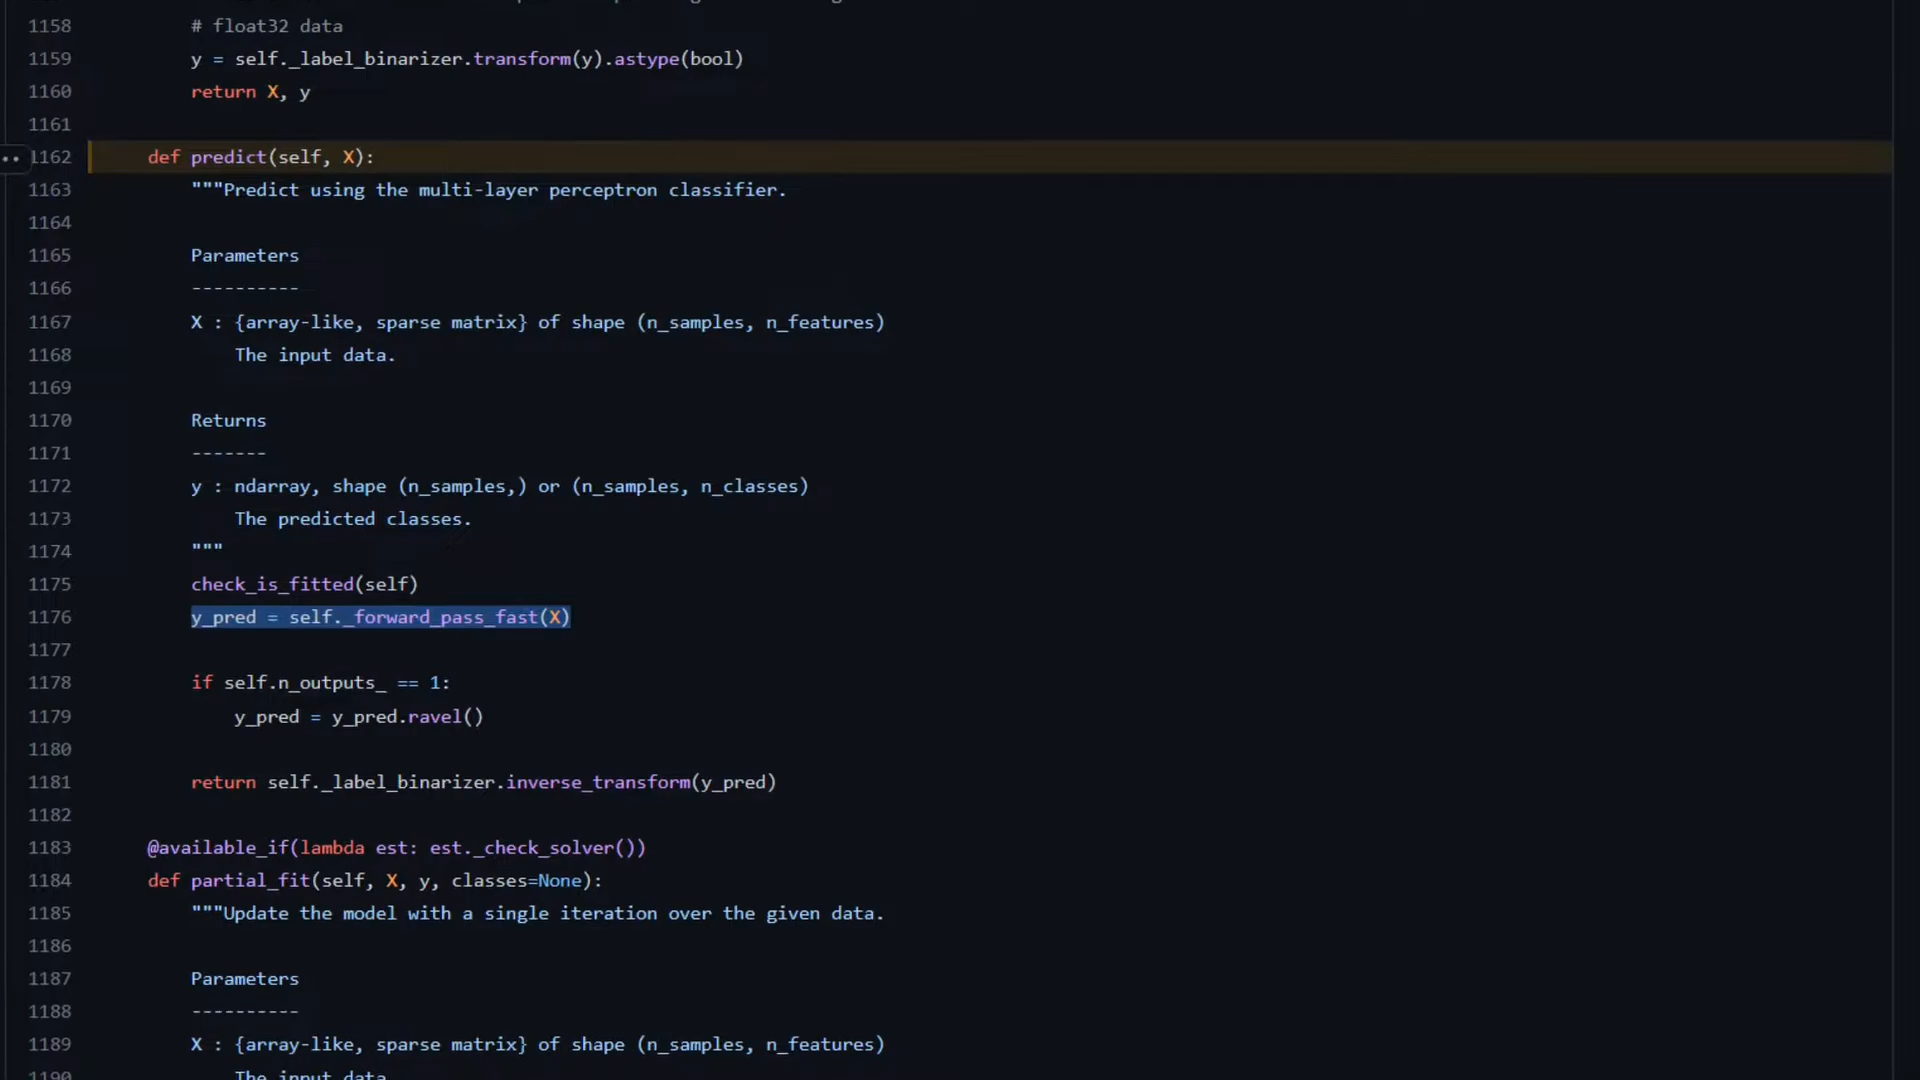 1158 # float32 data
1159 y = self._label_binarizer.transform(y).astype(bool)
1160 return X, y
1161
1162 def predict(self, X):
1163 """Predict using the multi-layer perceptron classifier.
1164
1165 Parameters
1166 ----------
1167 X : {array-like, sparse matrix} of shape (n_samples, n_features)
1168 The input data.
1169
1170 Returns
1171 -------
1172 y : ndarray, shape (n_samples,) or (n_samples, n_classes)
1173 The predicted classes.
1174 """
1175 check_is_fitted(self)
1176 y_pred = self._forward_pass_fast(X)
1177
1178 if self.n_outputs_ == 1:
1179 y_pred = y_pred.ravel()
1180
1181 return self._label_binarizer.inverse_transform(y_pred)
1182
1183 @available_if(lambda est: est._check_solver())
1184 def partial_fit(self, X, y, classes=None):
1185 """Update the model with a single iteration over the given data.
1186
1187 Parameters
1188 ----------
1189 X : {array-like, sparse matrix} of shape (n_samples, n_features)
1190 The input data.